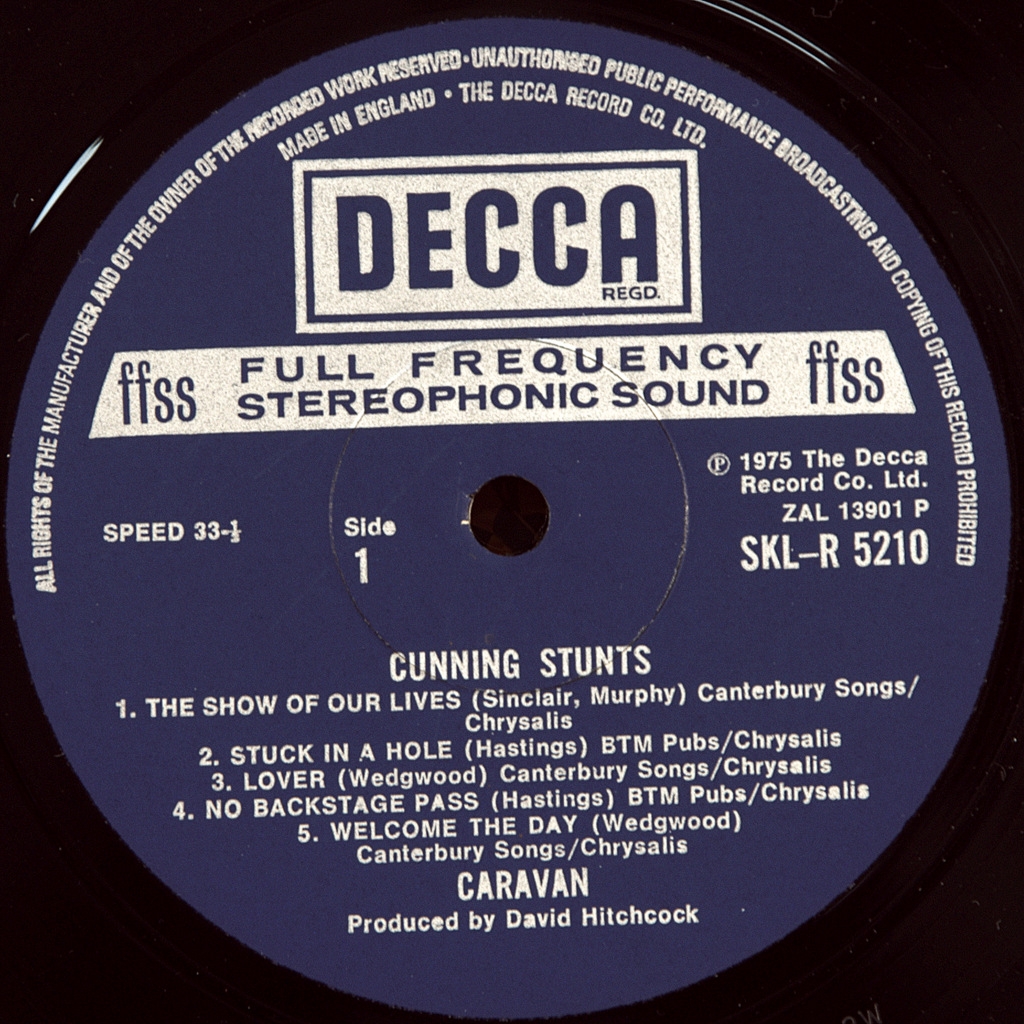 ALL RIGHTS OF THE MANUFACTURER AND OF THE OWNER OF THE RECORDED WORK RESERVED · UNAUTHORISED PUBLIC PERFORMANCE BROADCASTING AND COPYING OF THIS RECORD PROHIBITED
MADE IN ENGLAND · THE DECCA RECORD CO. LTD.
DECCA
REGD.
ffss FULL FREQUENCY ffss
STEREOPHONIC SOUND
℗ 1975 The Decca
Record Co. Ltd.
ZAL 13901 P
SKL–R 5210
SPEED 33-⅓
Side
1
CUNNING STUNTS
1. THE SHOW OF OUR LIVES (Sinclair, Murphy) Canterbury Songs/
Chrysalis
2. STUCK IN A HOLE (Hastings) BTM Pubs/Chrysalis
3. LOVER (Wedgwood) Canterbury Songs/Chrysalis
4. NO BACKSTAGE PASS (Hastings) BTM Pubs/Chrysalis
5. WELCOME THE DAY (Wedgwood)
Canterbury Songs/Chrysalis
CARAVAN
Produced by David Hitchcock